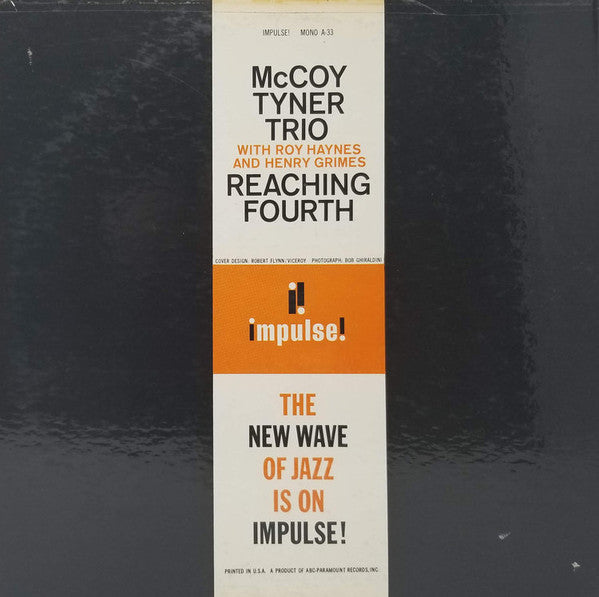 IMPULSE! MONO A-33
McCOY
TYNER
TRIO
WITH ROY HAYNES
AND HENRY GRIMES
REACHING
FOURTH
COVER DESIGN: ROBERT FLYNN/VICEROY PHOTOGRAPH: BOB GHIRALDINI
i!
impulse!
THE
NEW WAVE
OF JAZZ
IS ON
IMPULSE!
PRINTED IN U.S.A. A PRODUCT OF ABC-PARAMOUNT RECORDS, INC.